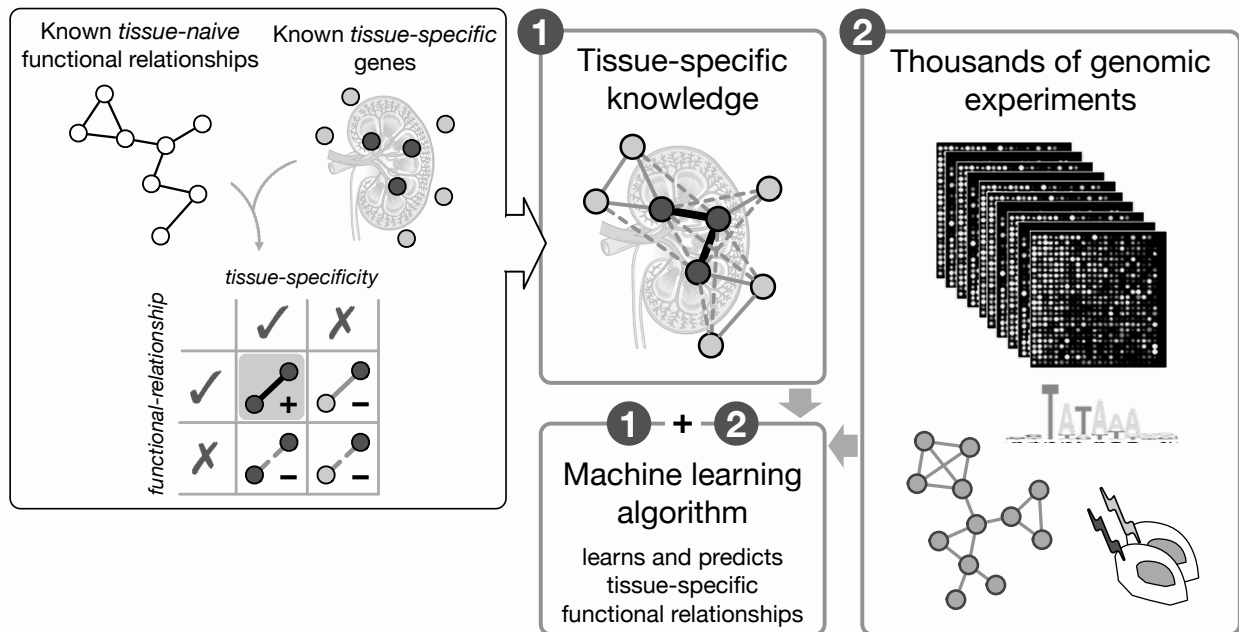 Known tissue-naive
functional relationships
Known tissue-specific
genes
tissue-specificity
functional-relationship
✓ ✗
✓ + –
✗ – –
1
Tissue-specific
knowledge
2
Thousands of genomic
experiments
TATAAA
1 + 2
Machine learning
algorithm
learns and predicts
tissue-specific
functional relationships